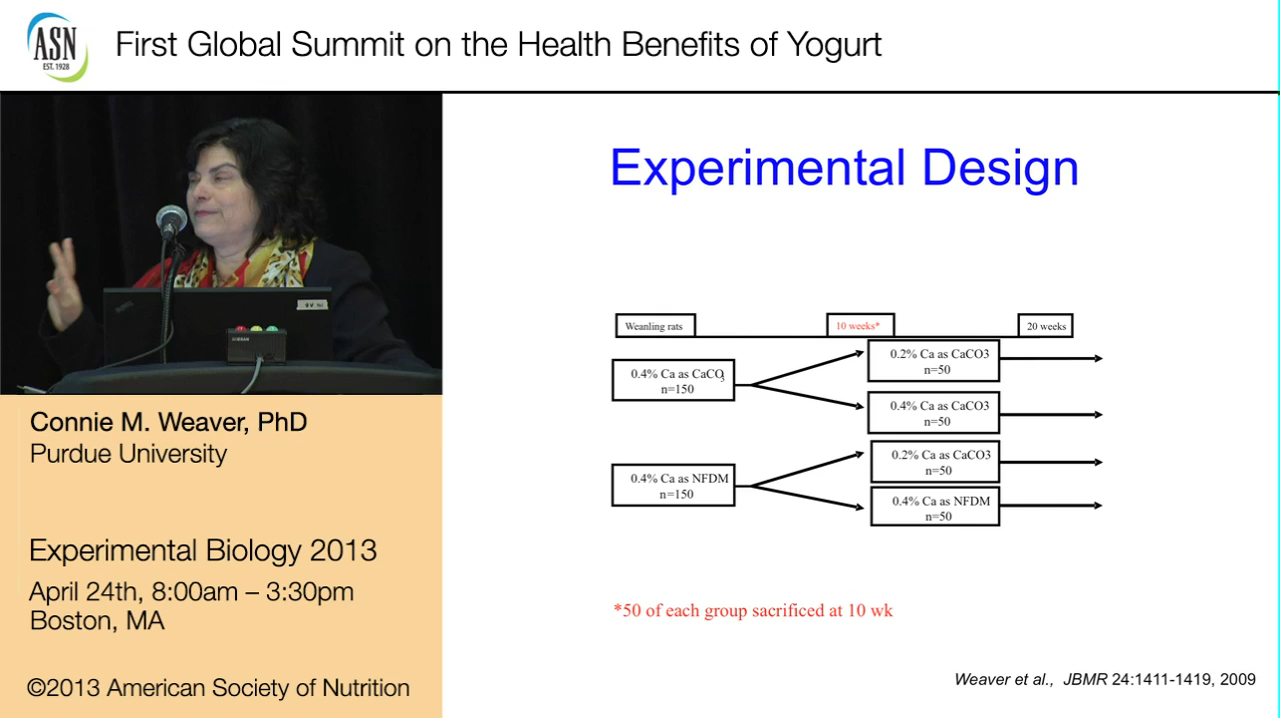 ASN
EST. 1928
First Global Summit on the Health Benefits of Yogurt
Experimental Design
Weanling rats
10 weeks*
20 weeks
0.4% Ca as CaCO3
n=150
0.2% Ca as CaCO3
n=50
0.4% Ca as CaCO3
n=50
0.4% Ca as NFDM
n=150
0.2% Ca as CaCO3
n=50
0.4% Ca as NFDM
n=50
*50 of each group sacrificed at 10 wk
Weaver et al., JBMR 24:1411-1419, 2009
Connie M. Weaver, PhD
Purdue University
Experimental Biology 2013
April 24th, 8:00am – 3:30pm
Boston, MA
©2013 American Society of Nutrition